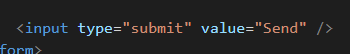 <input type="submit" value="Send" />
form>